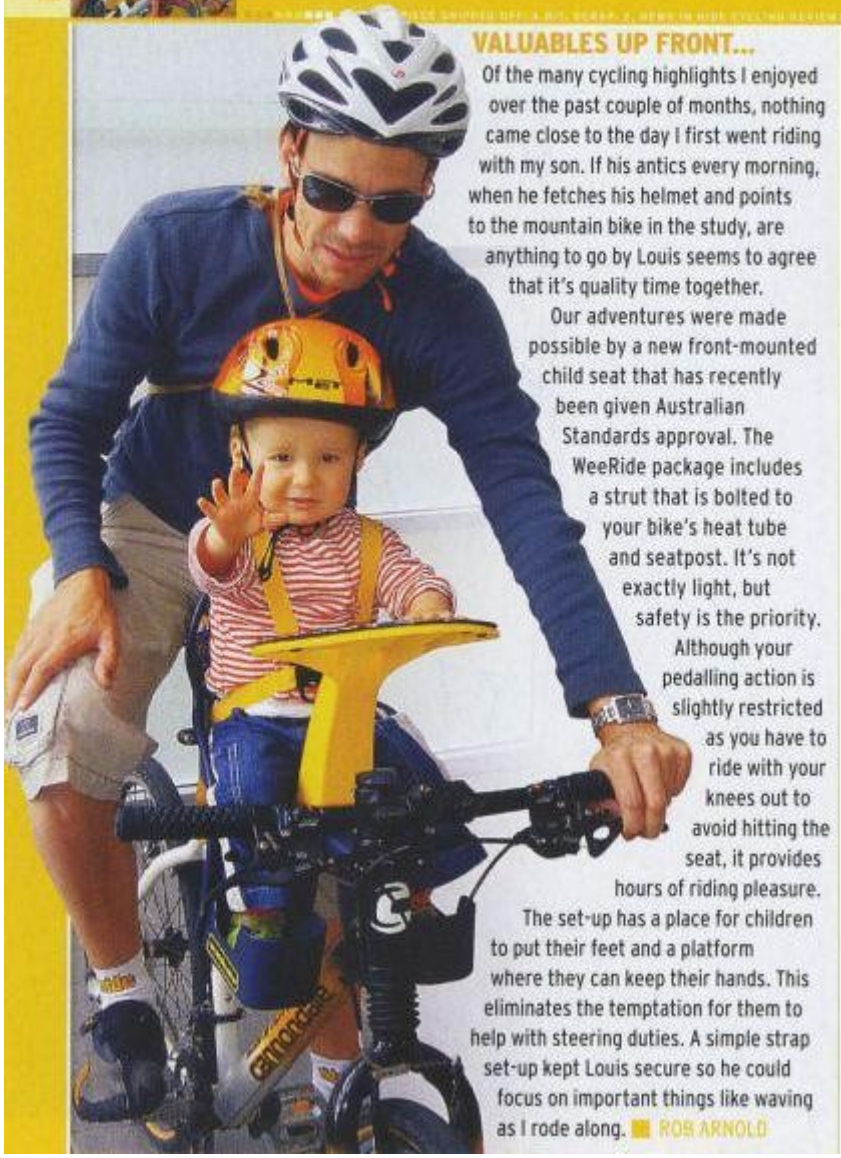 VALUABLES UP FRONT...
Of the many cycling highlights I enjoyed
over the past couple of months, nothing
came close to the day I first went riding
with my son. If his antics every morning,
when he fetches his helmet and points
to the mountain bike in the study, are
anything to go by Louis seems to agree
that it's quality time together.
Our adventures were made
possible by a new front-mounted
child seat that has recently
been given Australian
Standards approval. The
WeeRide package includes
a strut that is bolted to
your bike's heat tube
and seatpost. It's not
exactly light, but
safety is the priority.
Although your
pedalling action is
slightly restricted
as you have to
ride with your
knees out to
avoid hitting the
seat, it provides
hours of riding pleasure.
The set-up has a place for children
to put their feet and a platform
where they can keep their hands. This
eliminates the temptation for them to
help with steering duties. A simple strap
set-up kept Louis secure so he could
focus on important things like waving
as I rode along. ROB ARNOLD
MET
cannondale